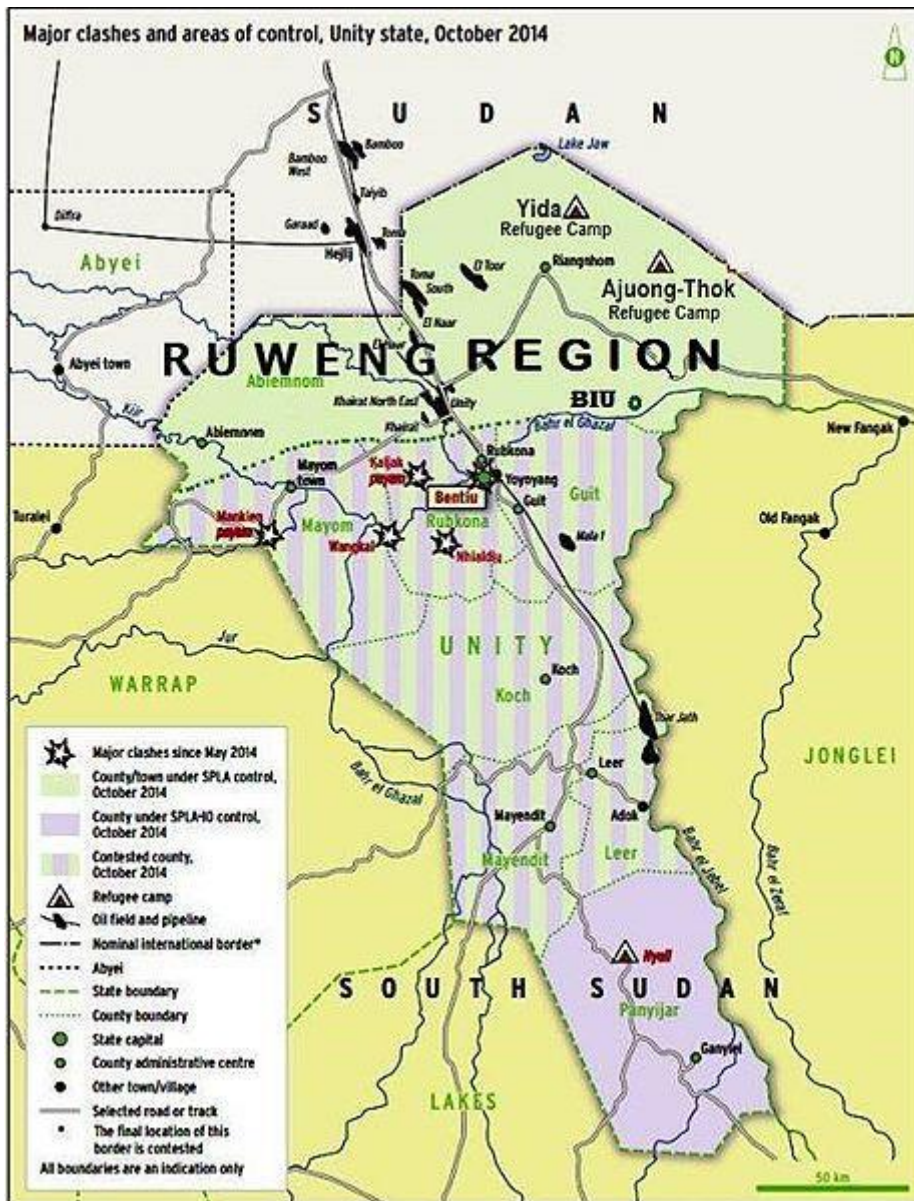 Major clashes and areas of control, Unity state, October 2014
N
S U D A N
Lake Jaw
Bamboo
Bamboo
West
Taiyib
Yida
Refugee Camp
Diffra
Garaad
Toma
Heglig
Abyei
Riangnhom
El Toor
Toma
South
Ajuong-Thok
Refugee Camp
El Naar
RUWENG REGION
Abyei town
Abiemnom
Khairat North East
Unity
BIU
Kiir
Khairat
Bahr el Ghazal
New Fangak
Abiemnom
Rubkona
Mayom
town
Kaljak
payam
Yoyoyang
Bentiu
Guit
Guit
Turalei
Mankien
payam
Mayom
Rubkona
Old Fangak
Wangkai
Nhialdiu
Mala 1
Jur
UNITY
WARRAP
Koch
Koch
Thar Jath
JONGLEI
Bahr el Ghazal
Leer
Mayendit
Adok
Mayendit
Leer
Bahr el Jebel
Bahr el Zeraf
Nyall
SOUTH SUDAN
Panyijar
Ganyiel
LAKES
Major clashes since May 2014
County/town under SPLA control,
October 2014
County under SPLA-IO control,
October 2014
Contested county,
October 2014
Refugee camp
Oil field and pipeline
Nominal international border*
Abyei
State boundary
County boundary
State capital
County administrative centre
Other town/village
Selected road or track
The final location of this
border is contested
All boundaries are an indication only
50 km